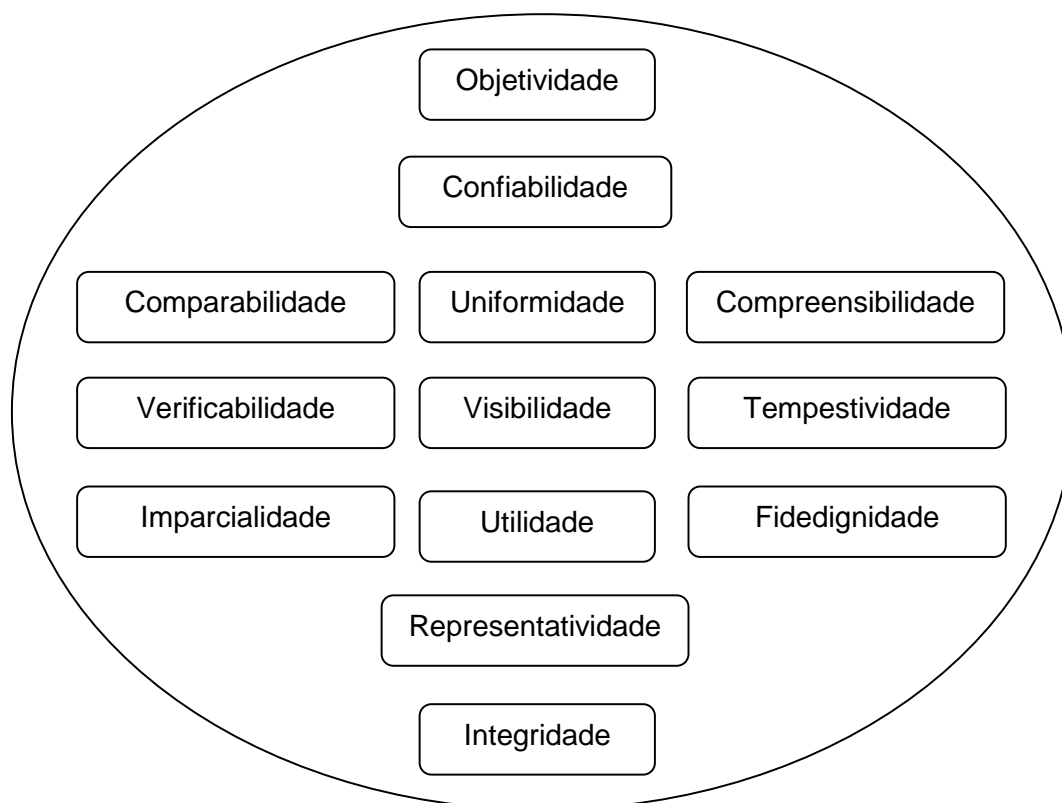 Objetividade
Confiabilidade
Comparabilidade
Uniformidade
Compreensibilidade
Verificabilidade
Visibilidade
Tempestividade
Imparcialidade
Utilidade
Fidedignidade
Representatividade
Integridade